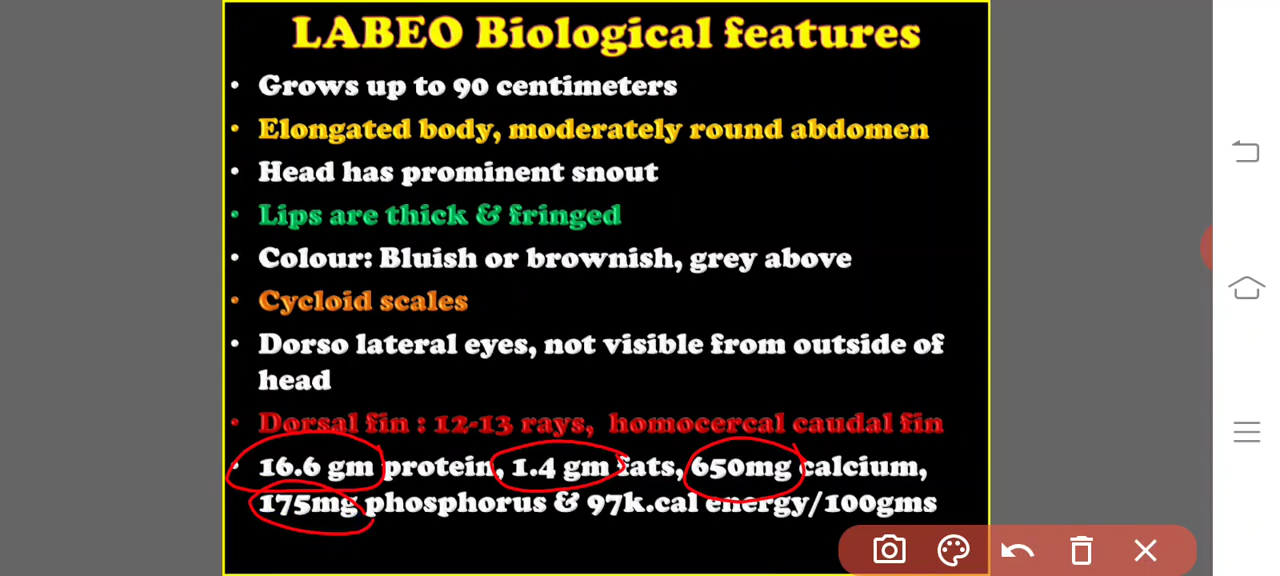 LABEO Biological features
• Grows up to 90 centimeters
• Elongated body, moderately round abdomen
• Head has prominent snout
• Lips are thick & fringed
• Colour: Bluish or brownish, grey above
• Cycloid scales
• Dorso lateral eyes, not visible from outside of
head
• Dorsal fin : 12-13 rays, homocercal caudal fin
• 16.6 gm protein, 1.4 gm fats, 650mg calcium,
175mg phosphorus & 97k.cal energy/100gms